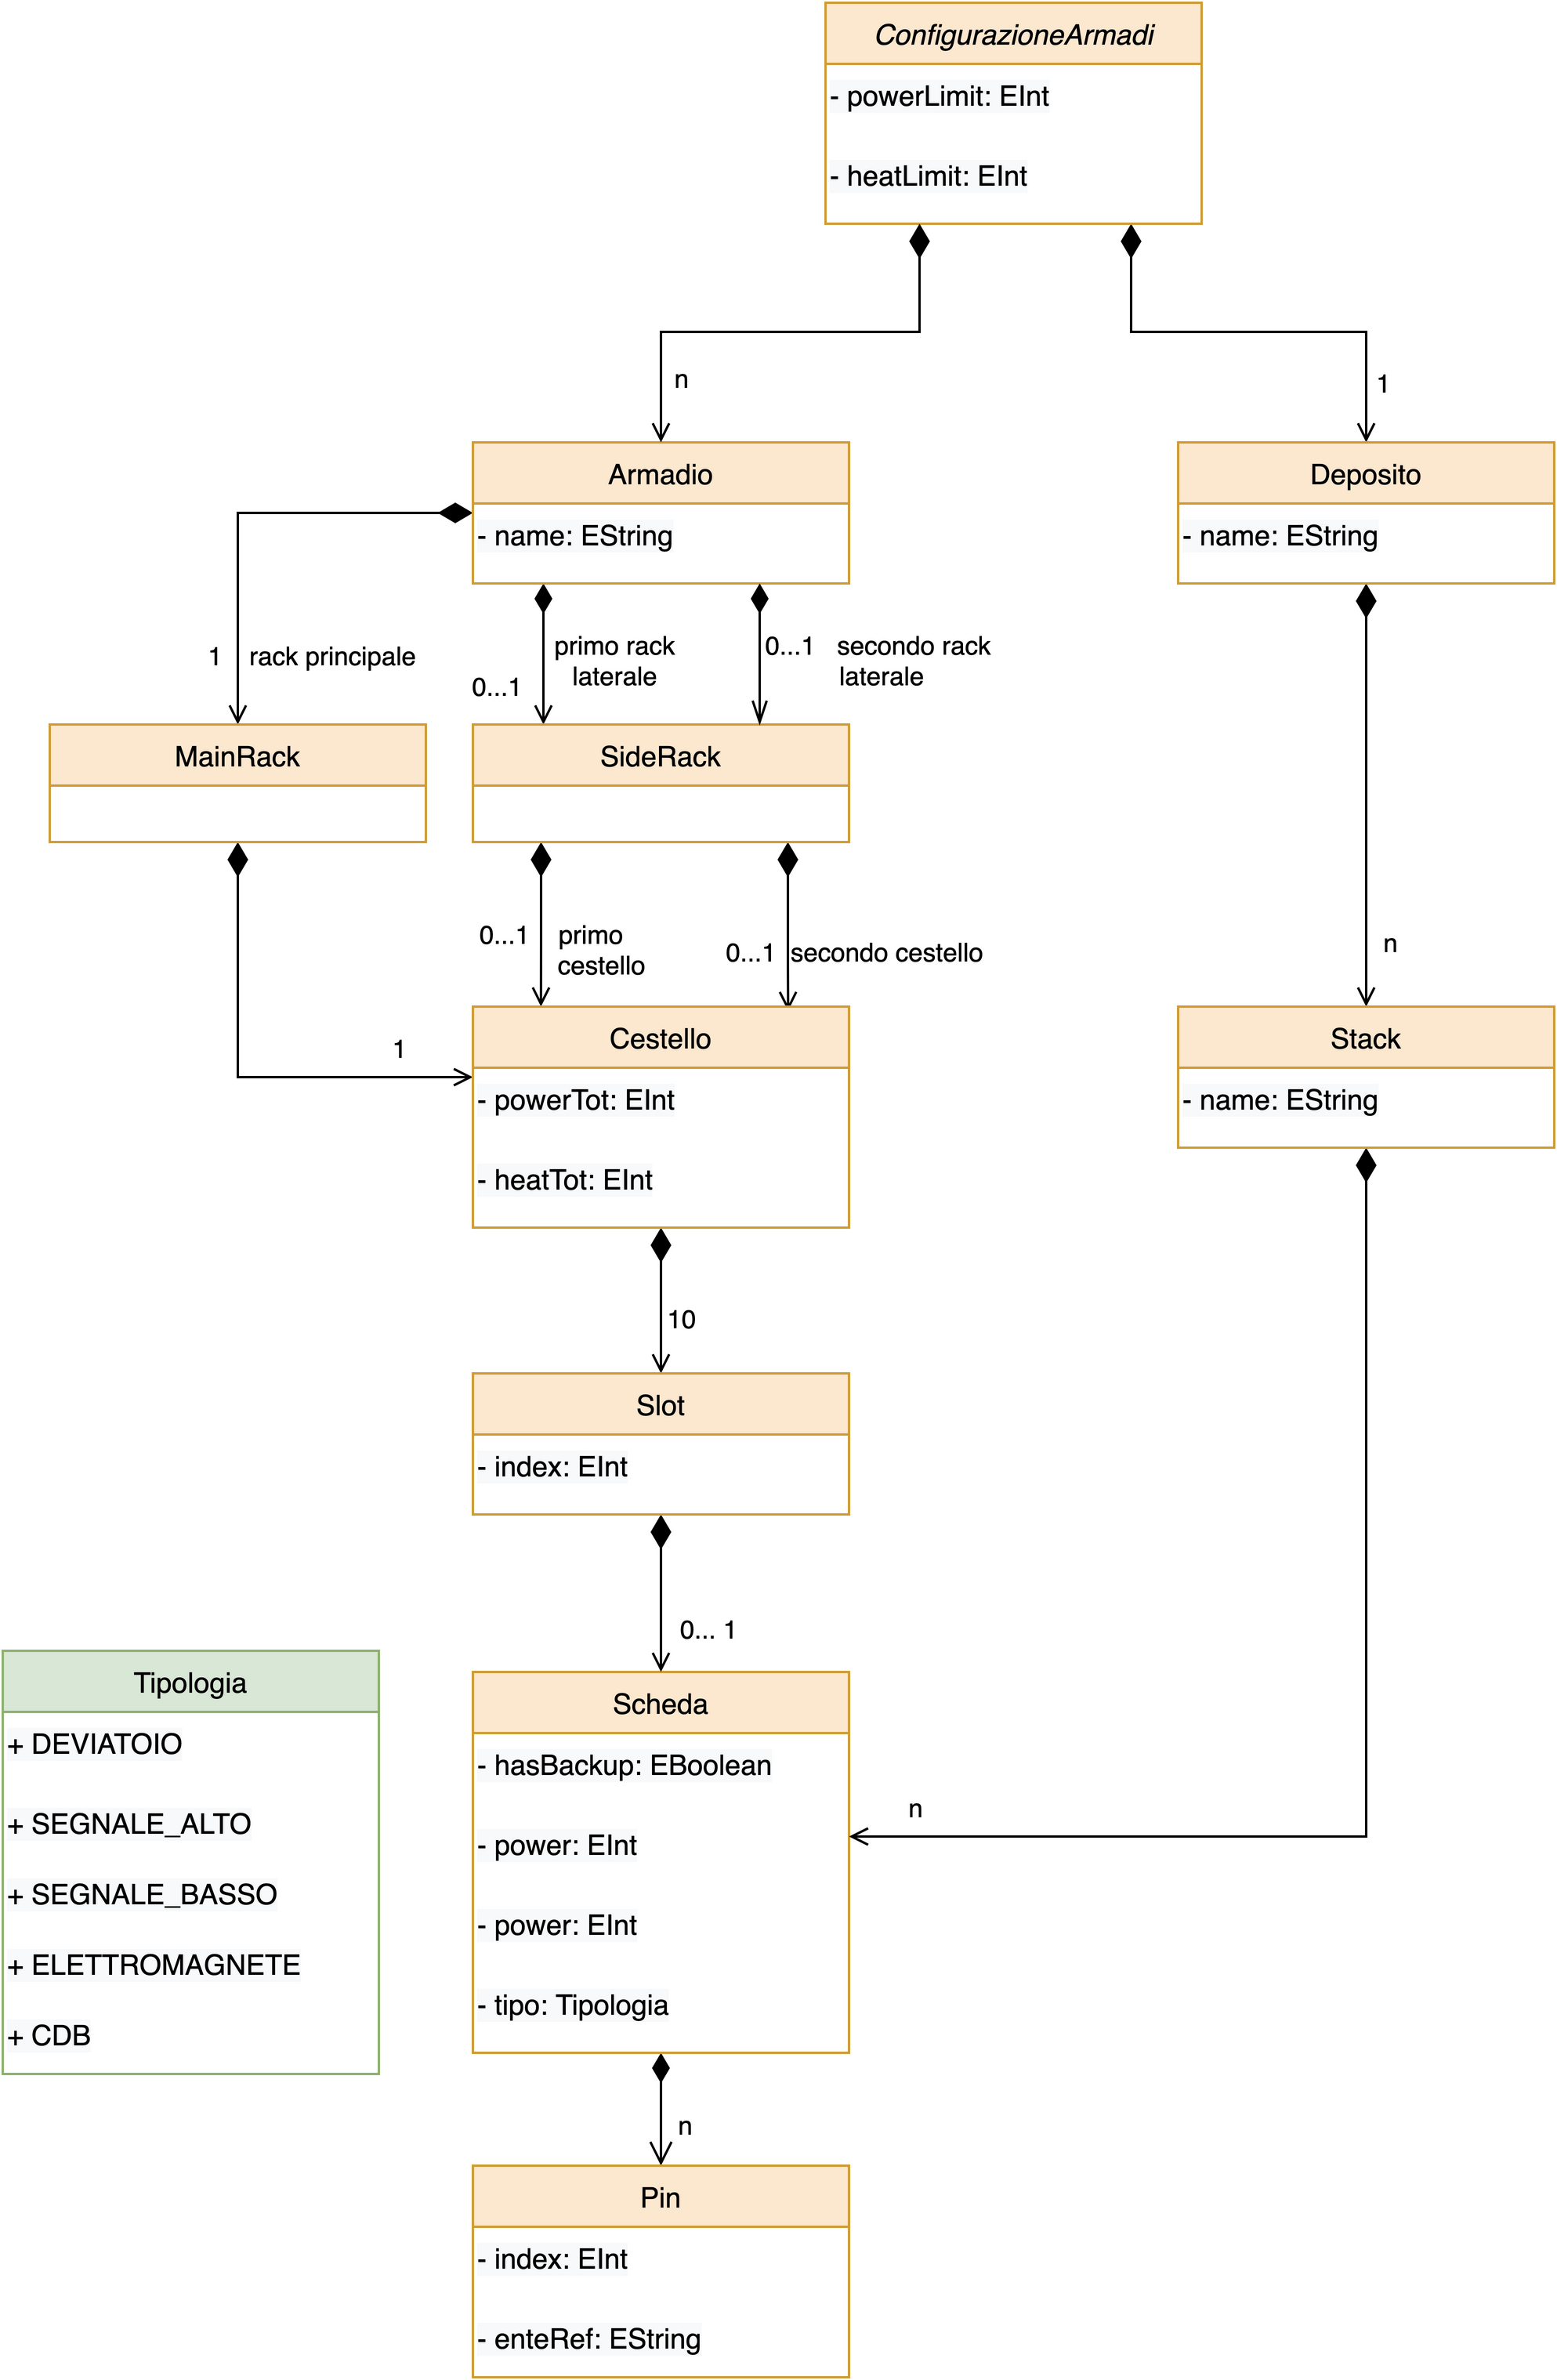 ConfigurazioneArmadi
- powerLimit: EInt
- heatLimit: EInt
n
1
Armadio
- name: EString
Deposito
- name: EString
1 rack principale
primo rack
laterale
0...1
0...1 secondo rack
laterale
MainRack
SideRack
0...1 primo
cestello
0...1 secondo cestello
n
1
Cestello
- powerTot: EInt
- heatTot: EInt
Stack
- name: EString
10
Slot
- index: EInt
0... 1
Tipologia
+ DEVIATOIO
+ SEGNALE_ALTO
+ SEGNALE_BASSO
+ ELETTROMAGNETE
+ CDB
Scheda
- hasBackup: EBoolean
- power: EInt
- power: EInt
- tipo: Tipologia
n
n
Pin
- index: EInt
- enteRef: EString